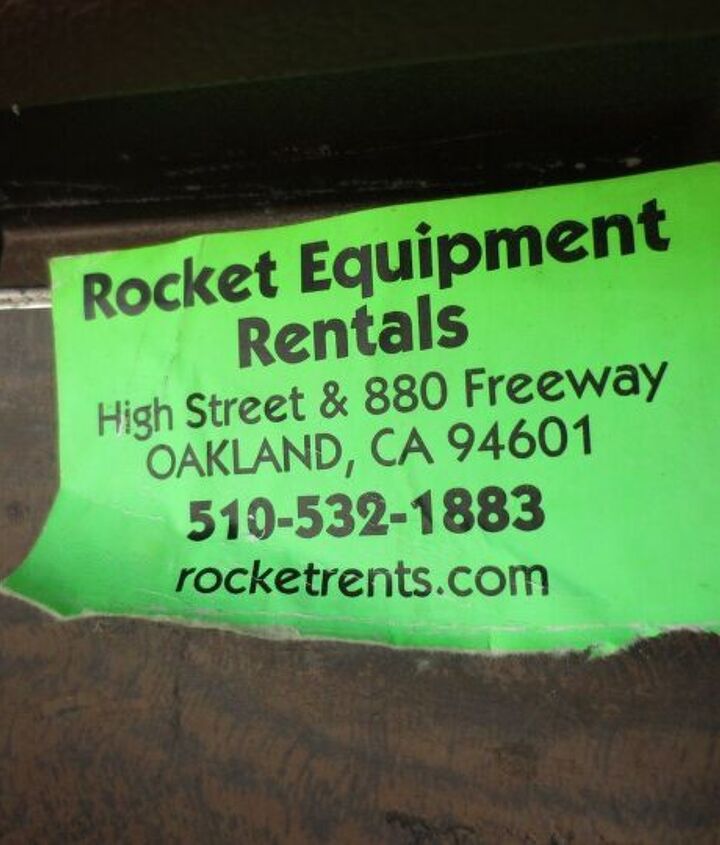 Rocket Equipment
Rentals
High Street & 880 Freeway
OAKLAND, CA 94601
510-532-1883
rocketrents.com